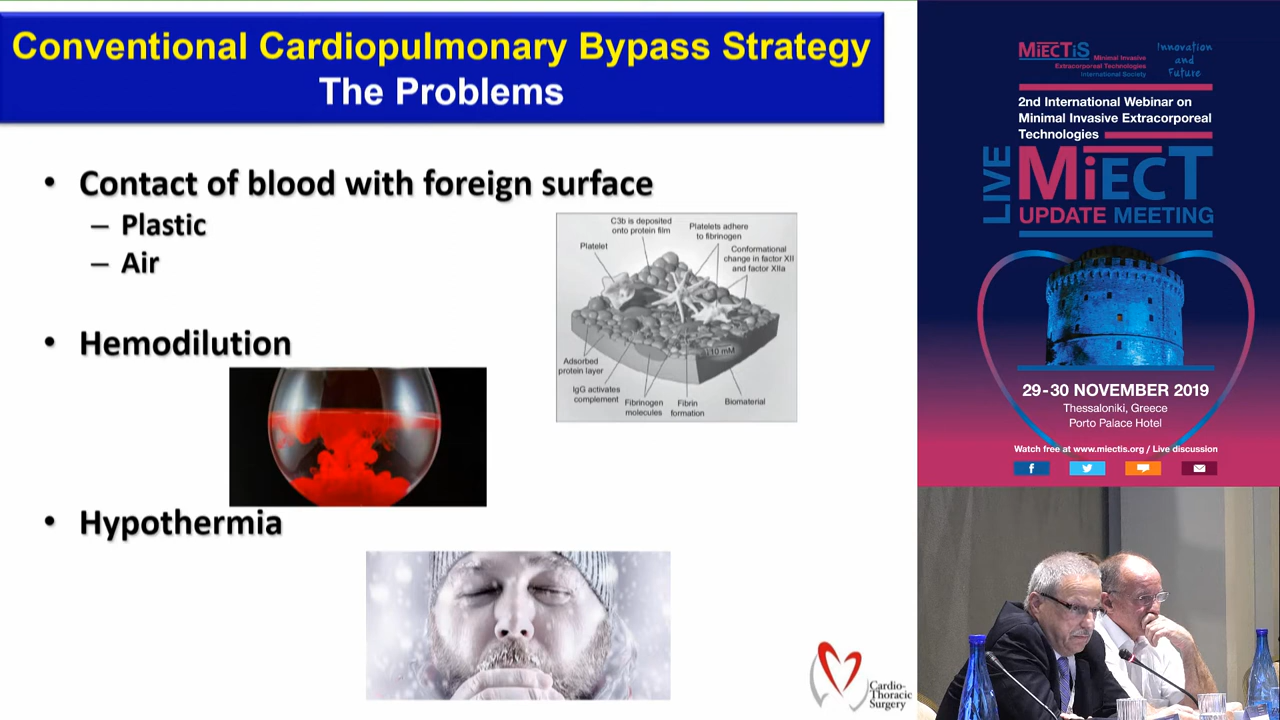 Conventional Cardiopulmonary Bypass Strategy
The Problems
• Contact of blood with foreign surface
– Plastic
– Air
• Hemodilution
• Hypothermia
C3b is deposited
onto protein film
Platelets adhere
to fibrinogen
Platelet
Conformational
change in factor XII
and factor XIIa
110 mM
Adsorbed
protein layer
IgG activates
complement
Fibrinogen
molecules
Fibrin
formation
Biomaterial
Cardio-
Thoracic
Surgery
MiECTiS
Minimal Invasive
Extracorporeal Technologies
International Society
Innovation
and
Future
2nd International Webinar on
Minimal Invasive Extracorporeal
Technologies
LIVE
MiECT
UPDATE MEETING
29-30 NOVEMBER 2019
Thessaloniki, Greece
Porto Palace Hotel
Watch free at www.miectis.org / Live discussion